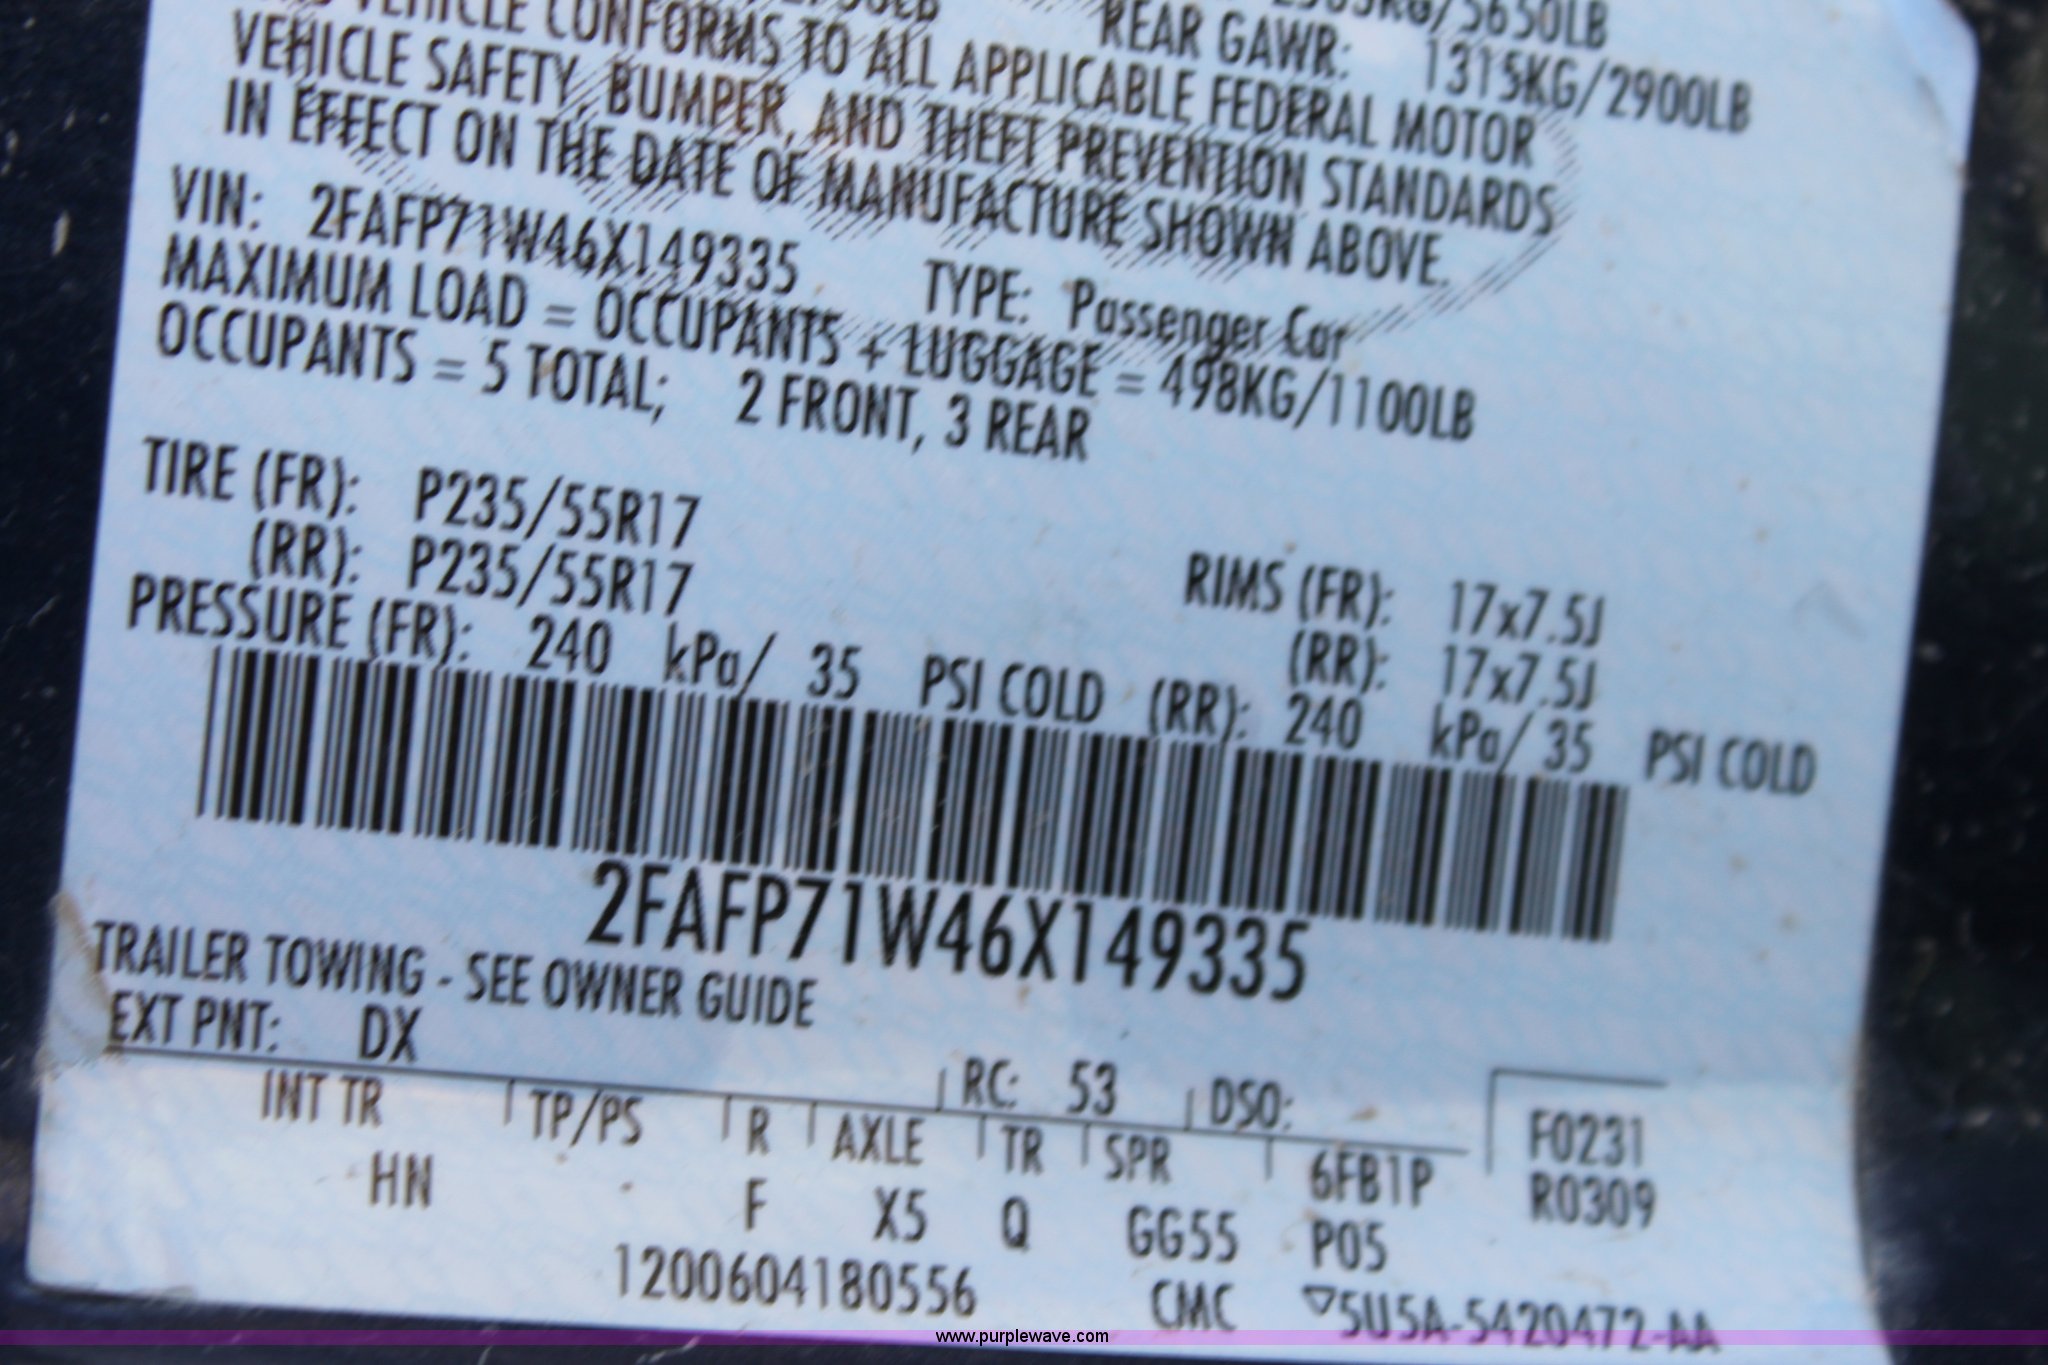 REAR GAWR: 1315KG/2900LB
VEHICLE CONFORMS TO ALL APPLICABLE FEDERAL MOTOR
VEHICLE SAFETY, BUMPER, AND THEFT PREVENTION STANDARDS
IN EFFECT ON THE DATE OF MANUFACTURE SHOWN ABOVE.
VIN: 2FAFP71W46X149335 TYPE: Passenger Car
MAXIMUM LOAD = OCCUPANTS + LUGGAGE = 498KG/1100LB
OCCUPANTS = 5 TOTAL; 2 FRONT, 3 REAR
TIRE (FR): P235/55R17 RIMS (FR): 17x7.5J
(RR): P235/55R17 (RR): 17x7.5J
PRESSURE (FR): 240 kPa/ 35 PSI COLD (RR): 240 kPa/ 35 PSI COLD
2FAFP71W46X149335
TRAILER TOWING - SEE OWNER GUIDE
EXT PNT: DX RC: 53 DSO: F0231
INT TR TP/PS R AXLE TR SPR 6FB1P R0309
HN F X5 Q GG55 P05
1200604180556 CMC ▽5U5A-5420472-AA
www.purplewave.com